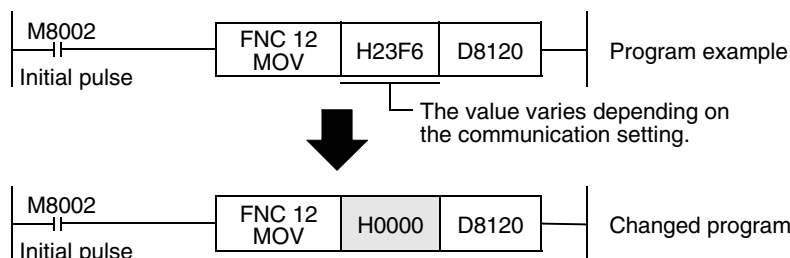 M8002
Initial pulse
FNC 12
MOV
H23F6
D8120
Program example
The value varies depending on
the communication setting.
M8002
Initial pulse
FNC 12
MOV
H0000
D8120
Changed program